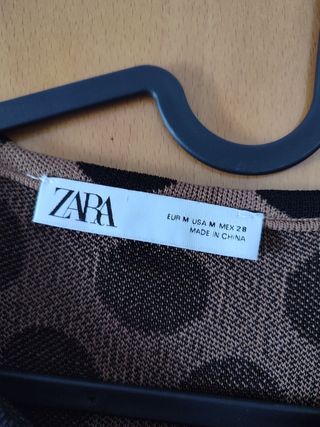 ZARA
EUR M USA M MEX 28
MADE IN CHINA